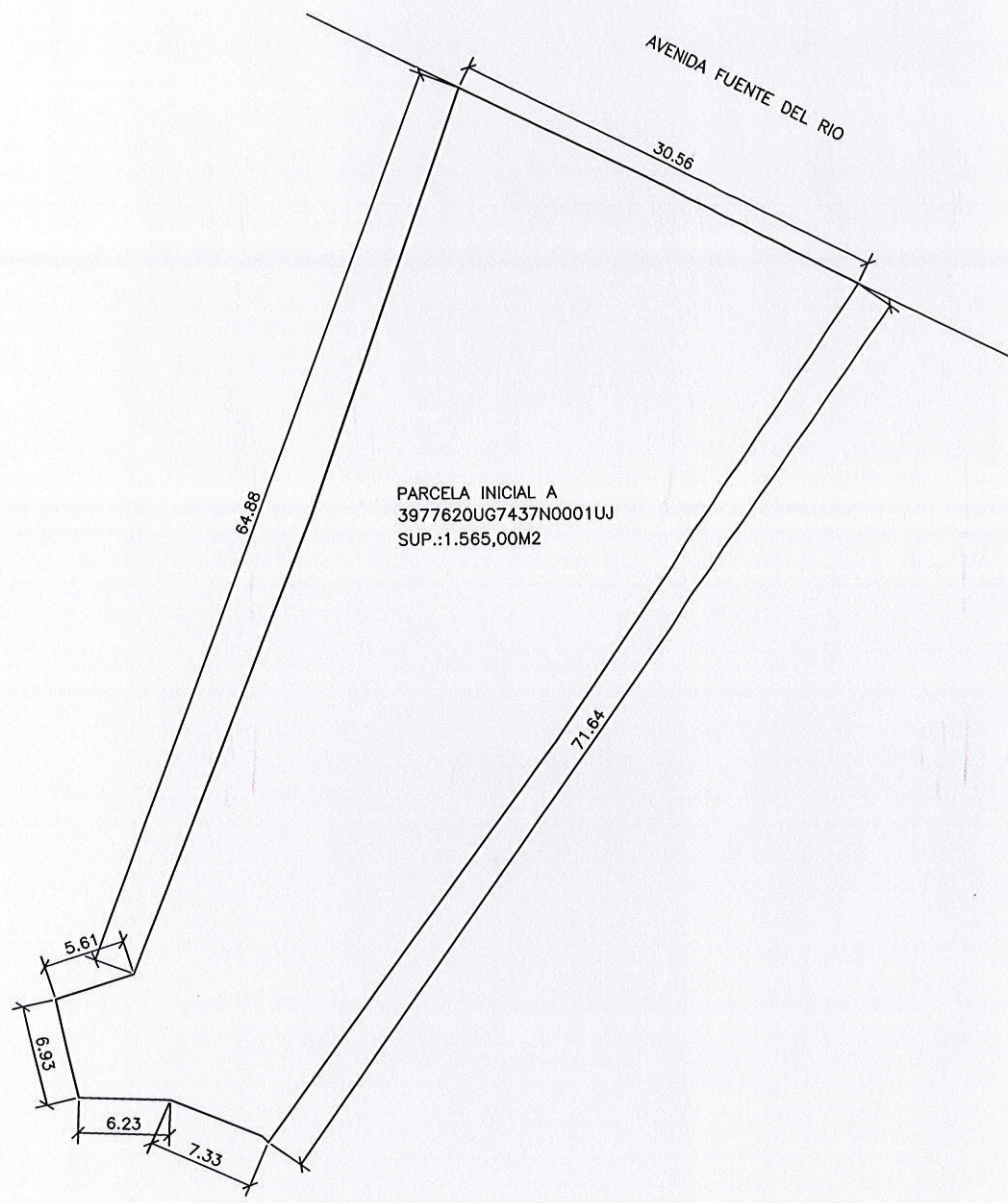 AVENIDA FUENTE DEL RIO
30.56
64.88
PARCELA INICIAL A
3977620UG7437N0001UJ
SUP.:1.565,00M2
71.64
5.61
6.93
6.23
7.33